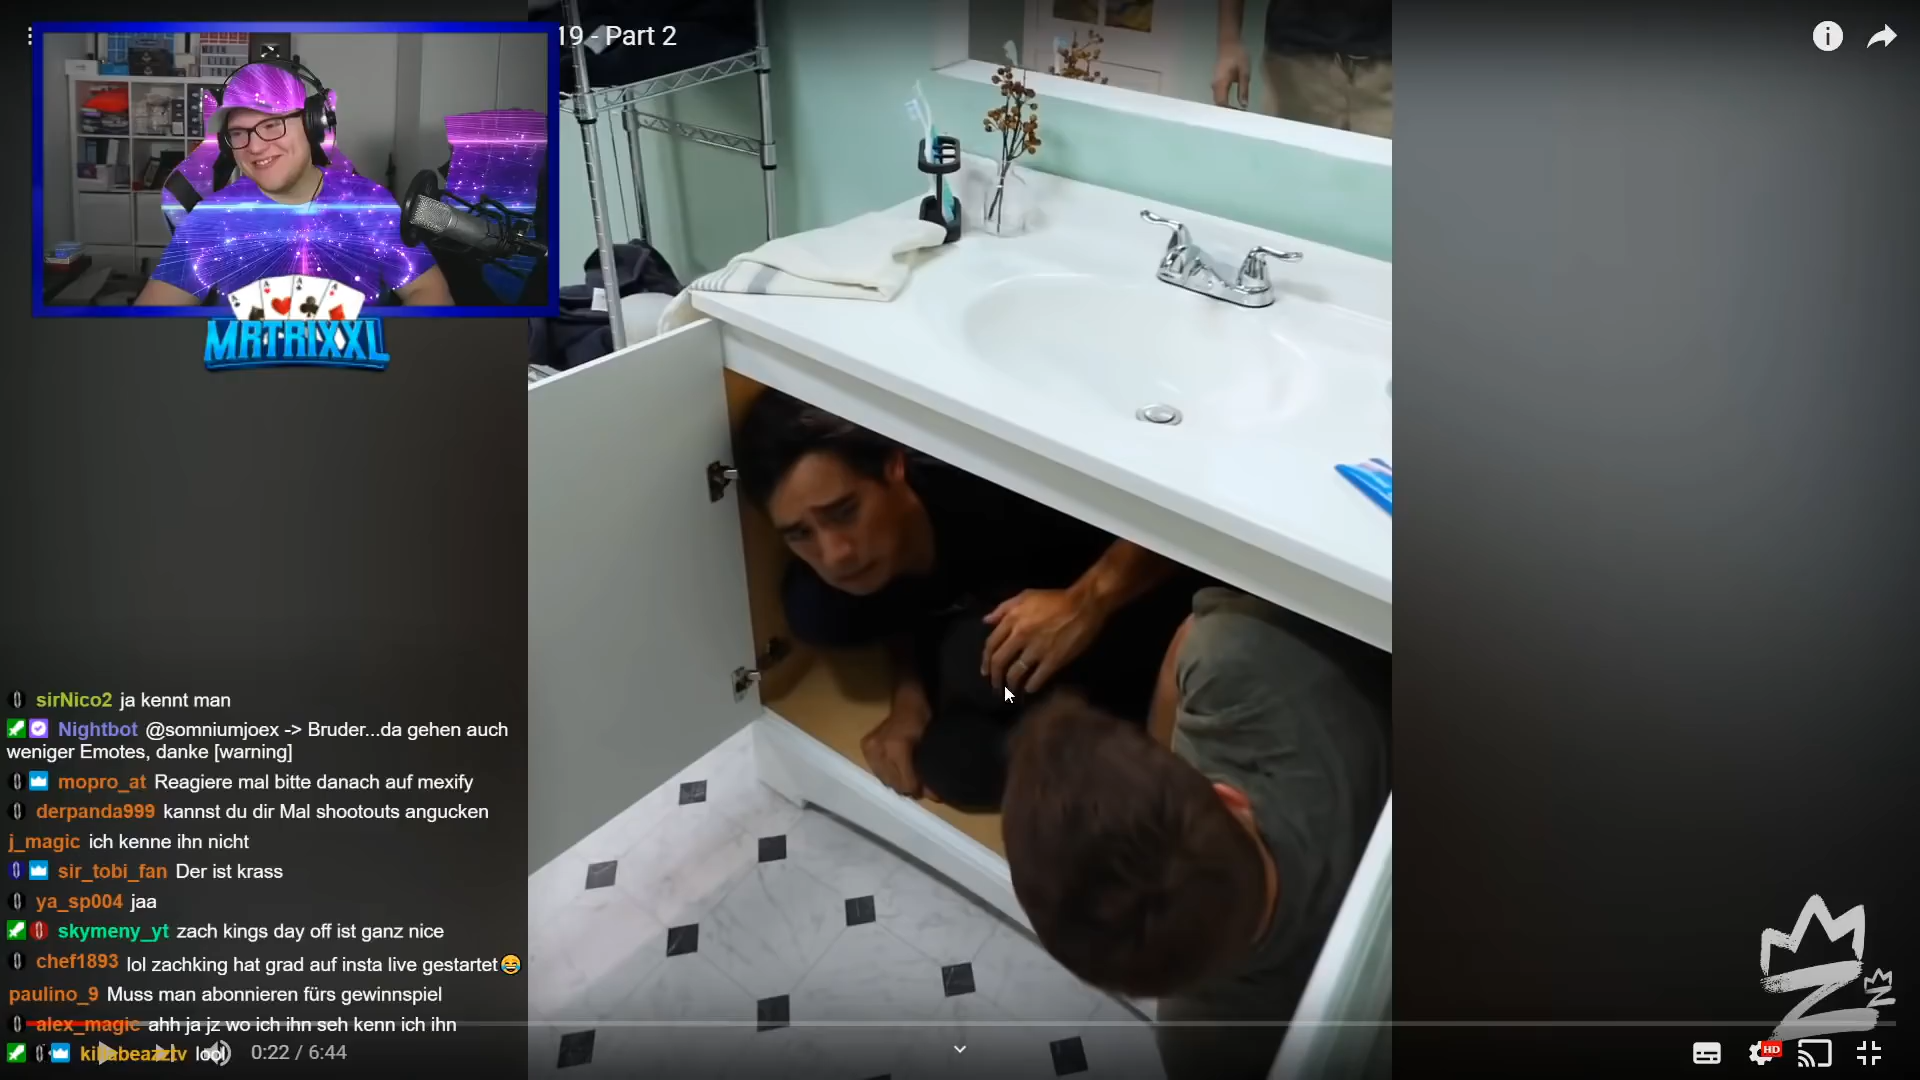 19 - Part 2
MRTRIXXL
sirNico2 ja kennt man
Nightbot @somniumjoex -> Bruder...da gehen auch
weniger Emotes, danke [warning]
mopro_at Reagiere mal bitte danach auf mexify
derpanda999 kannst du dir Mal shootouts angucken
j_magic ich kenne ihn nicht
sir_tobi_fan Der ist krass
ya_sp004 jaa
skymeny_yt zach kings day off ist ganz nice
chef1893 lol zachking hat grad auf insta live gestartet😂
paulino_9 Muss man abonnieren fürs gewinnspiel
alex_magic ahh ja jz wo ich ihn seh kenn ich ihn
lool
0:22 / 6:44
HD
Z